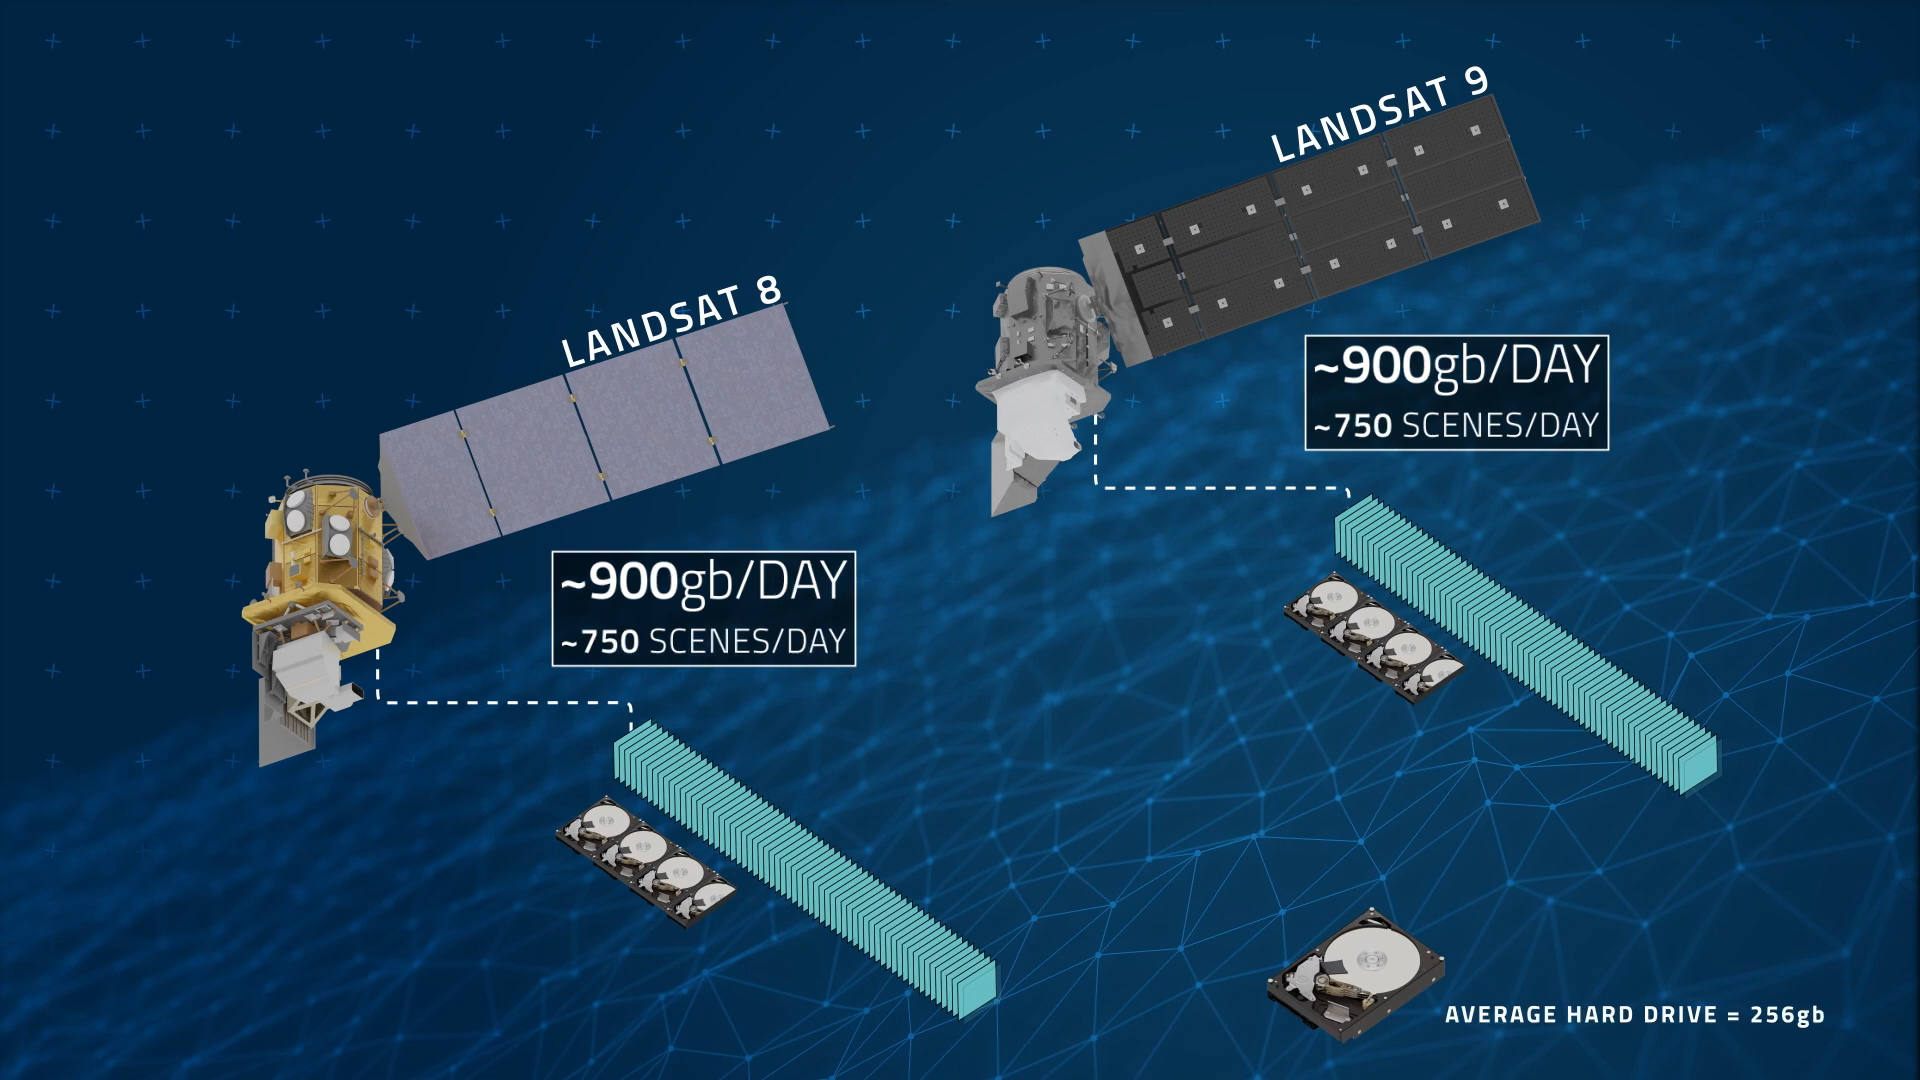 LANDSAT 9
~900gb/DAY
~750 SCENES/DAY
LANDSAT 8
~900gb/DAY
~750 SCENES/DAY
AVERAGE HARD DRIVE = 256gb